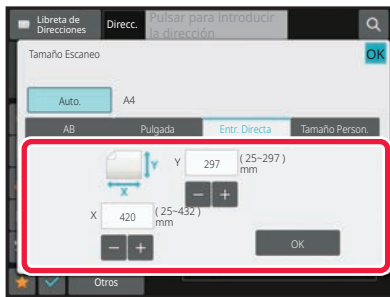 Libreta de
Direcciones
Direcc.
Pulsar para introducir
la dirección
Tamaño Escaneo
OK
Auto.
A4
AB
Pulgada
Entr. Directa
Tamaño Person.
Y
Y 297 ( 25~297 )
mm
X
X 420 ( 25~432 )
mm
OK
Otros